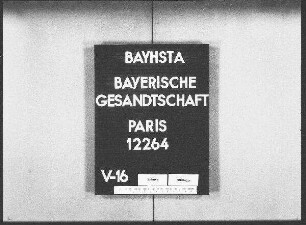 BAYHSTA
BAYERISCHE
GESANDTSCHAFT
PARIS
12264
V-16